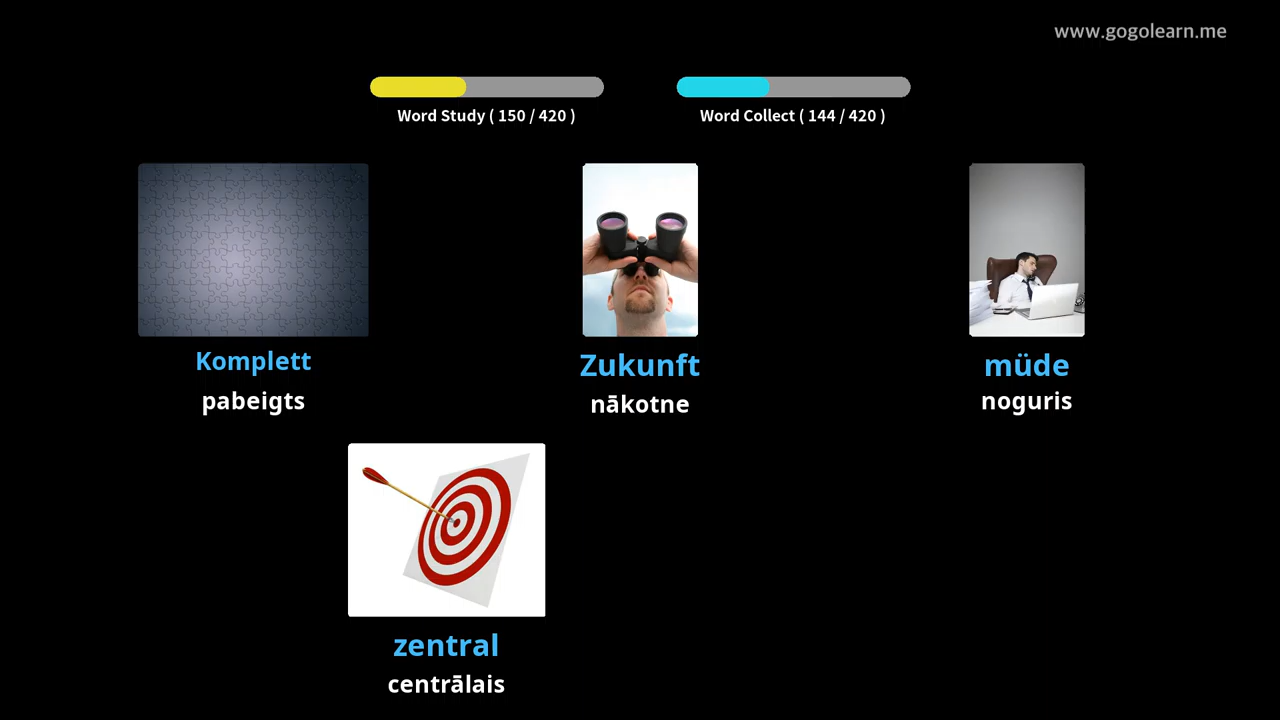 www.gogolearn.me
Word Study ( 150 / 420 )
Word Collect ( 144 / 420 )
Komplett
pabeigts
Zukunft
nākotne
müde
noguris
zentral
centrālais